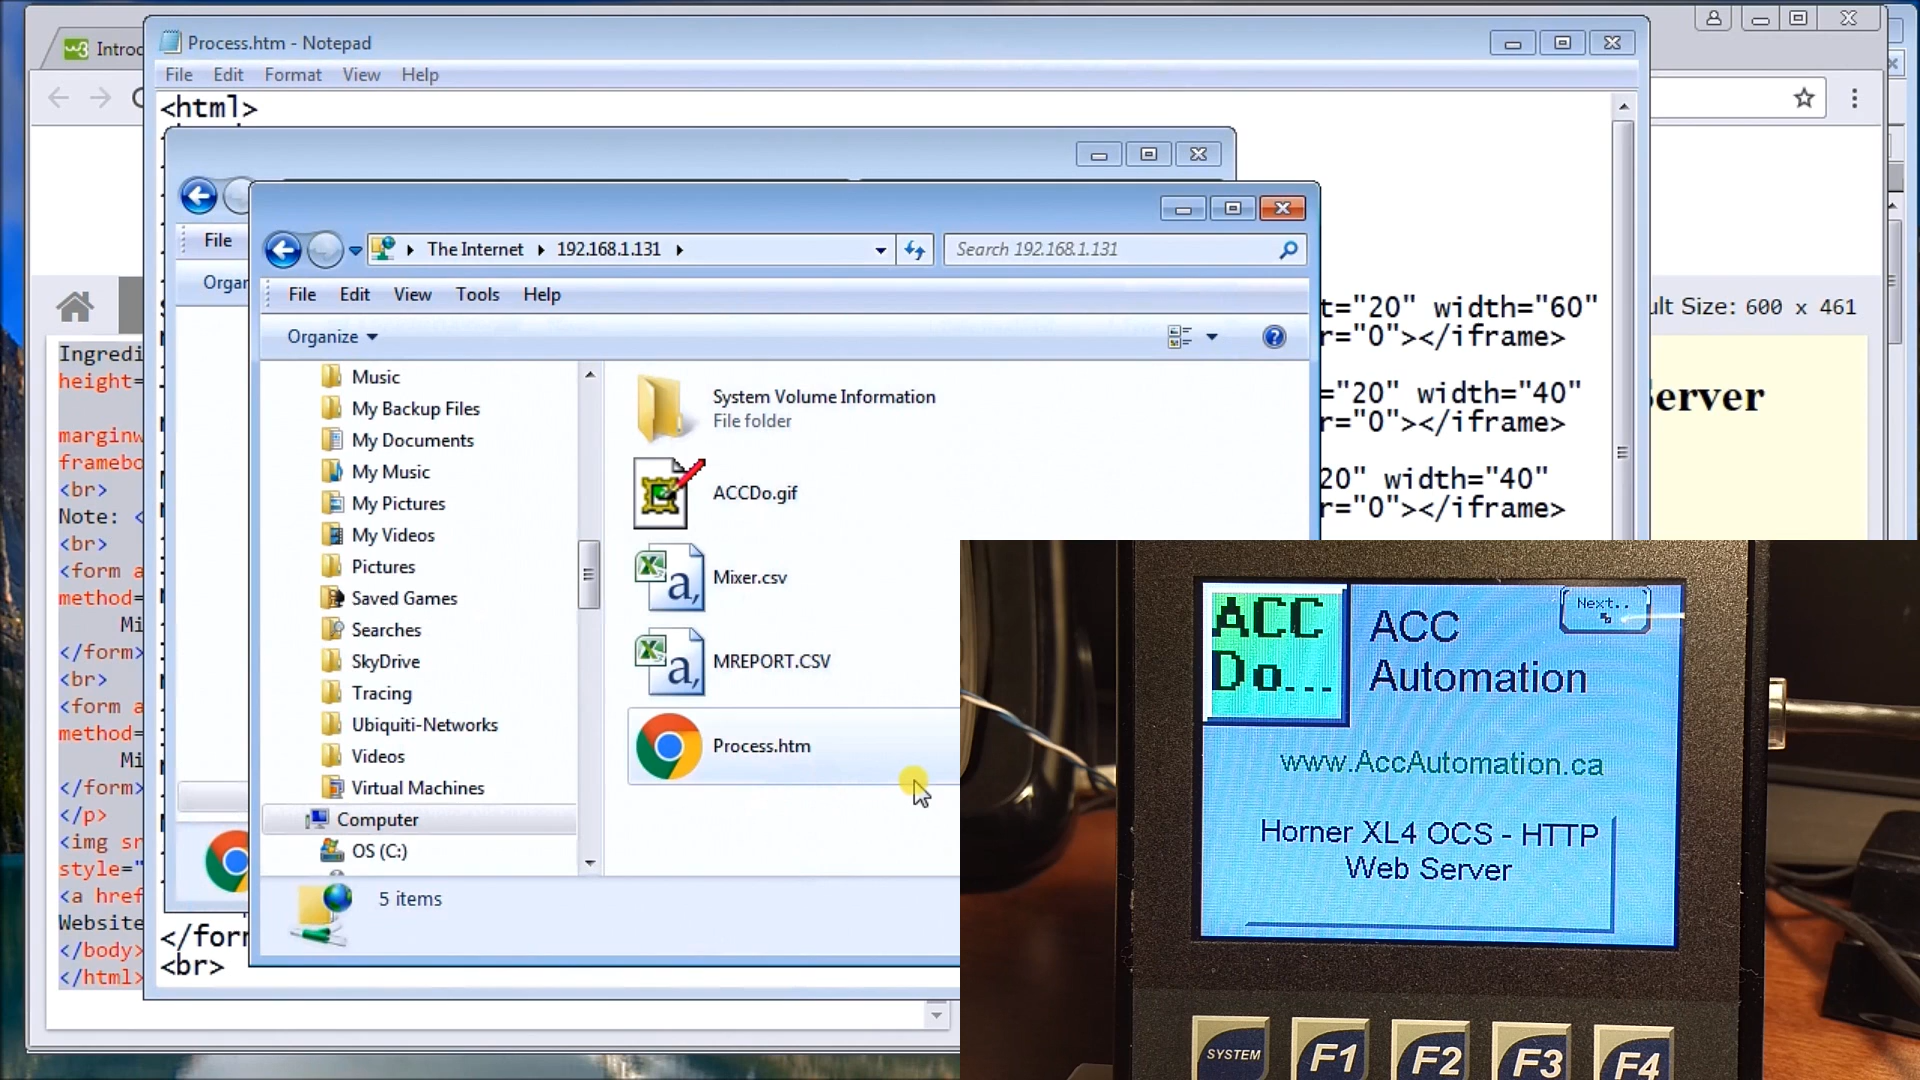 Introd
Process.htm - Notepad
File Edit Format View Help
<html>
File
Organ
The Internet 192.168.1.131
Search 192.168.1.131
File Edit View Tools Help
Organize
Music
My Backup Files
My Documents
My Music
My Pictures
My Videos
Pictures
Saved Games
Searches
SkyDrive
Tracing
Ubiquiti-Networks
Videos
Virtual Machines
Computer
OS (C:)
System Volume Information
File folder
ACCDo.gif
Mixer.csv
MREPORT.CSV
Process.htm
5 items
t="20" width="60"
r="0"></iframe>
="20" width="40"
r="0"></iframe>
20" width="40"
r="0"></iframe>
ult Size: 600 x 461
Server
Ingredi
height=
marginw
framebo
<br>
Note: <
<br>
<form a
method=
Mi
</form>
<br>
<form a
method=
Mi
</form>
</p>
<img sr
style="
<a href
Website
</body>
</html>
</form
<br>
ACC
Do...
ACC
Automation
Next..
www.AccAutomation.ca
Horner XL4 OCS - HTTP
Web Server
SYSTEM F1 F2 F3 F4